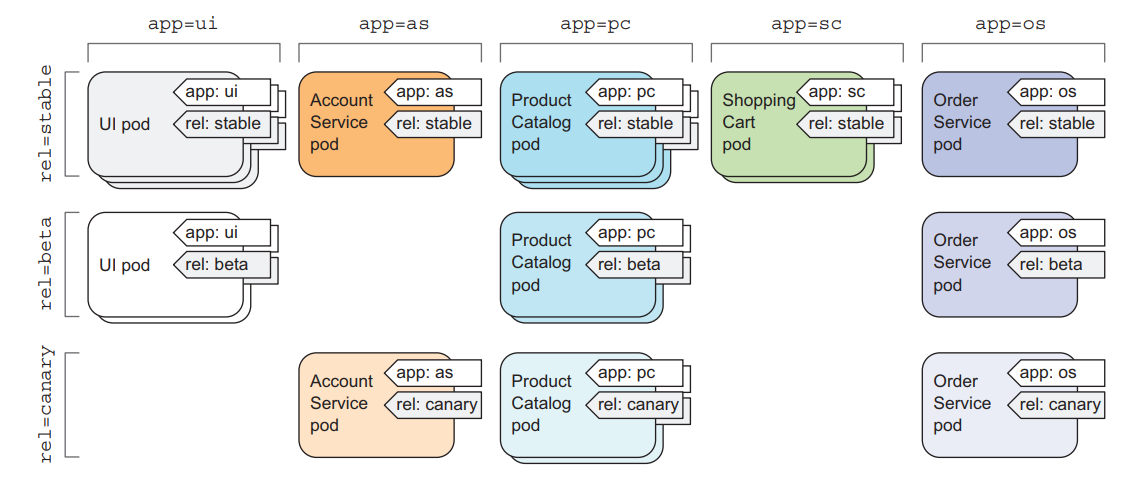 app=ui
app=as
app=pc
app=sc
app=os
rel=stable
UI pod
app: ui
rel: stable
Account
Service
pod
app: as
rel: stable
Product
Catalog
pod
app: pc
rel: stable
Shopping
Cart
pod
app: sc
rel: stable
Order
Service
pod
app: os
rel: stable
rel=beta
UI pod
app: ui
rel: beta
Product
Catalog
pod
app: pc
rel: beta
Order
Service
pod
app: os
rel: beta
rel=canary
Account
Service
pod
app: as
rel: canary
Product
Catalog
pod
app: pc
rel: canary
Order
Service
pod
app: os
rel: canary